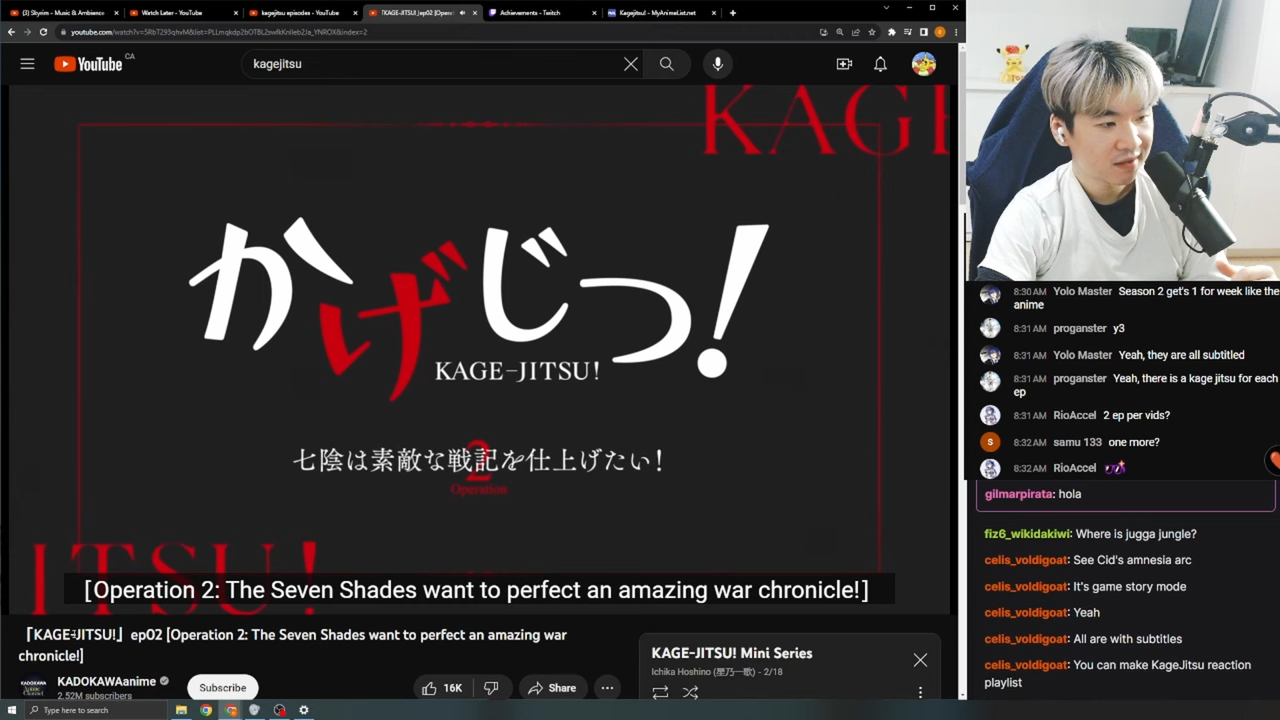 (3) Skyrim - Music & Ambience
Watch Later - YouTube
kagejitsu episodes - YouTube
「KAGE-JITSU!」ep02 [Operat
Achievements - Twitch
Kagejitsu! - MyAnimeList.net
YouTube CA
kagejitsu
KAGE
かげじつ!
KAGE-JITSU!
七陰は素敵な戦記を仕上げたい!
2
Operation
JITSU!
[Operation 2: The Seven Shades want to perfect an amazing war chronicle!]
「KAGE-JITSU!」 ep02 [Operation 2: The Seven Shades want to perfect an amazing war
chronicle!]
KADOKAWAanime
2.52M subscribers
Subscribe
16K
Share
KAGE-JITSU! Mini Series
Ichika Hoshino (星乃一歌) - 2/18
Type here to search
8:30 AM Yolo Master Season 2 get's 1 for week like the
anime
8:31 AM proganster y3
8:31 AM Yolo Master Yeah, they are all subtitled
8:31 AM proganster Yeah, there is a kage jitsu for each
ep
8:31 AM RioAccel 2 ep per vids?
S
8:32 AM samu 133 one more?
8:32 AM RioAccel
gilmarpirata: hola
fiz6_wikidakiwi: Where is jugga jungle?
celis_voldigoat: See Cid's amnesia arc
celis_voldigoat: It's game story mode
celis_voldigoat: Yeah
celis_voldigoat: All are with subtitles
celis_voldigoat: You can make KageJitsu reaction
playlist